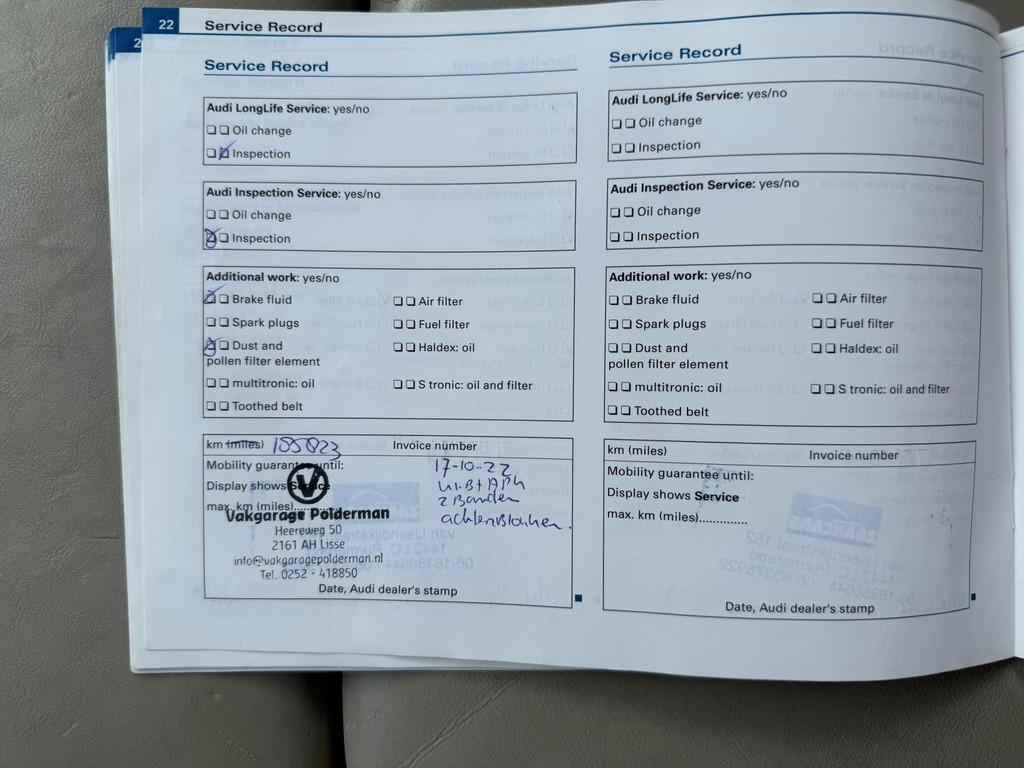 22 Service Record
2
Service Record
Audi LongLife Service: yes/no
Oil change
Inspection
Audi Inspection Service: yes/no
Oil change
Inspection
Additional work: yes/no
Brake fluid
Air filter
Spark plugs
Fuel filter
Dust and
pollen filter element
Haldex: oil
multitronic: oil
S tronic: oil and filter
Toothed belt
km (miles) 185823
Invoice number
Mobility guarantee until:
Display shows Service
max. km (miles)
17-10-22
2 Banden
Vakgarage Polderman
Heereweg 50
2161 AH Lisse
info@vakgaragepolderman.nl
Tel. 0252 - 418850
Date, Audi dealer's stamp
Service Record
Audi LongLife Service: yes/no
Oil change
Inspection
Audi Inspection Service: yes/no
Oil change
Inspection
Additional work: yes/no
Brake fluid
Air filter
Spark plugs
Fuel filter
Dust and
pollen filter element
Haldex: oil
multitronic: oil
S tronic: oil and filter
Toothed belt
km (miles)
Invoice number
Mobility guarantee until:
Display shows Service
max. km (miles).............
Date, Audi dealer's stamp